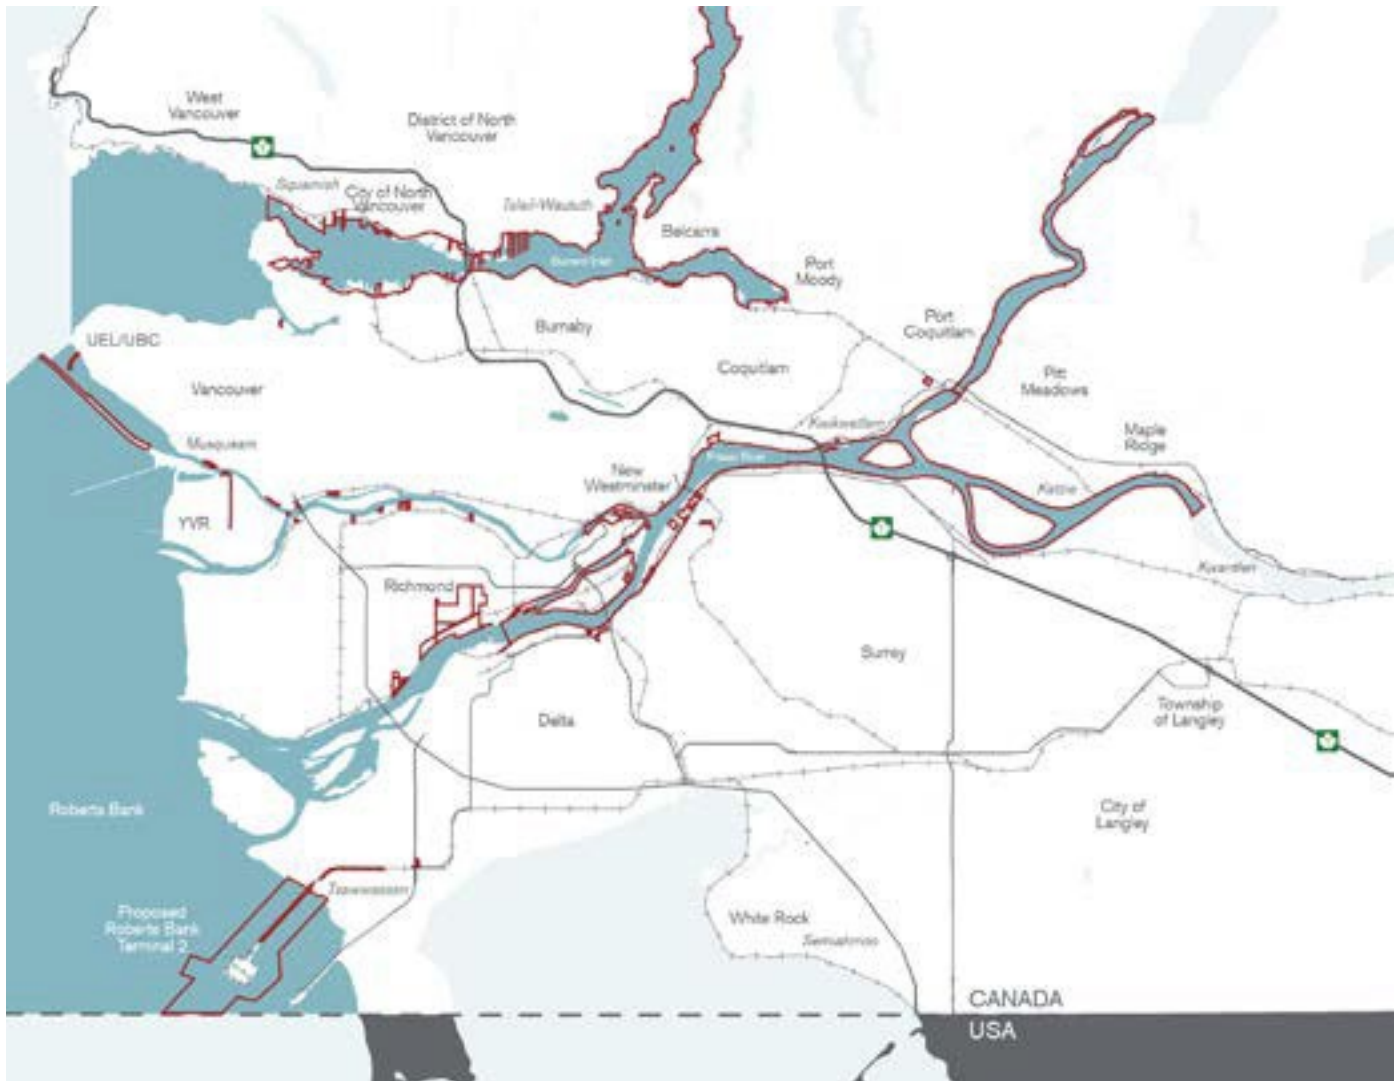 West
Vancouver
District of North
Vancouver
Squamish
City of North
Vancouver
Tsleil-Waututh
Belcarra
Burrard Inlet
Port
Moody
UEL/UBC
Burnaby
Port
Coquitlam
Coquitlam
Vancouver
Pitt
Meadows
Musqueam
Kwikwetlem
Maple
Ridge
Fraser River
New
Westminster
Katzie
YVR
Kwantlen
Richmond
Surrey
Delta
Township
of Langley
Roberts Bank
City of
Langley
Tsawwassen
Proposed
Roberts Bank
Terminal 2
White Rock
Semiahmoo
CANADA
USA